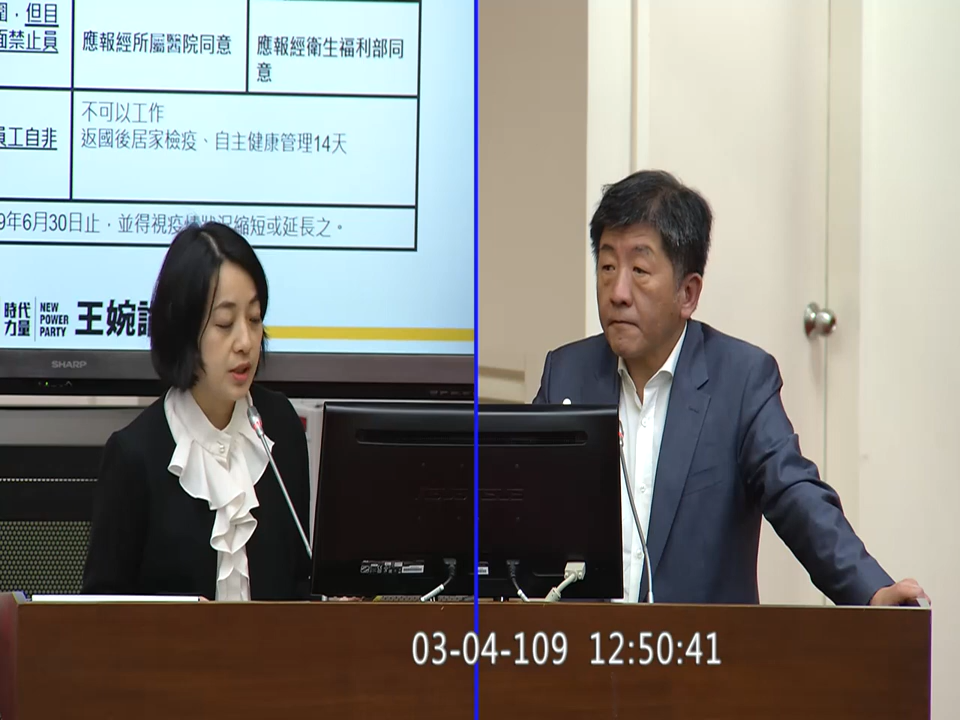 圍，但目
面禁止員
應報經所屬醫院同意
應報經衛生福利部同
意
員工自非
不可以工作
返國後居家檢疫、自主健康管理14天
9年6月30日止，並得視疫情狀況縮短或延長之。
時代
力量
NEW
POWER
PARTY
王婉
SHARP
03-04-109 12:50:41